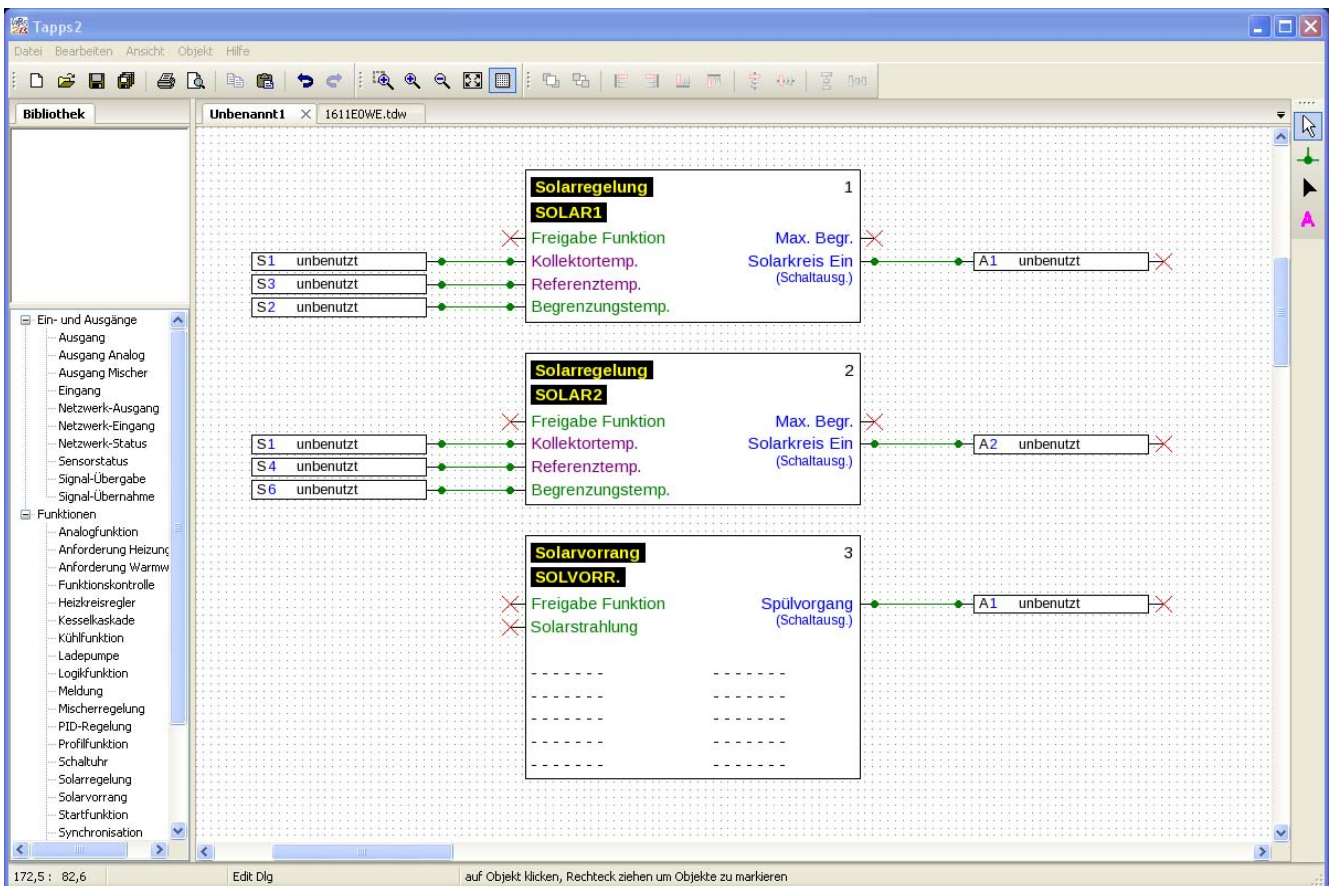 Tapps2
Datei Bearbeiten Ansicht Objekt Hilfe
Bibliothek
Unbenannt1
1611E0WE.tdw
Solarregelung 1
SOLAR1
Freigabe Funktion Max. Begr.
S1 unbenutzt Kollektortemp. Solarkreis Ein A1 unbenutzt
S3 unbenutzt Referenztemp. (Schaltausg.)
S2 unbenutzt Begrenzungstemp.
Solarregelung 2
SOLAR2
Freigabe Funktion Max. Begr.
S1 unbenutzt Kollektortemp. Solarkreis Ein A2 unbenutzt
S4 unbenutzt Referenztemp. (Schaltausg.)
S6 unbenutzt Begrenzungstemp.
Solarvorrang 3
SOLVORR.
Freigabe Funktion Spülvorgang A1 unbenutzt
Solarstrahlung (Schaltausg.)
- - - - - - - - - - - - - -
- - - - - - - - - - - - - -
- - - - - - - - - - - - - -
- - - - - - - - - - - - - -
- - - - - - - - - - - - - -
Ein- und Ausgänge
Ausgang
Ausgang Analog
Ausgang Mischer
Eingang
Netzwerk-Ausgang
Netzwerk-Eingang
Netzwerk-Status
Sensorstatus
Signal-Übergabe
Signal-Übernahme
Funktionen
Analogfunktion
Anforderung Heizung
Anforderung Warmw
Funktionskontrolle
Heizkreisregler
Kesselkaskade
Kühlfunktion
Ladepumpe
Logikfunktion
Meldung
Mischerregelung
PID-Regelung
Profilfunktion
Schaltuhr
Solarregelung
Solarvorrang
Startfunktion
Synchronisation
A
172,5 : 82,6
Edit Dlg
auf Objekt klicken, Rechteck ziehen um Objekte zu markieren